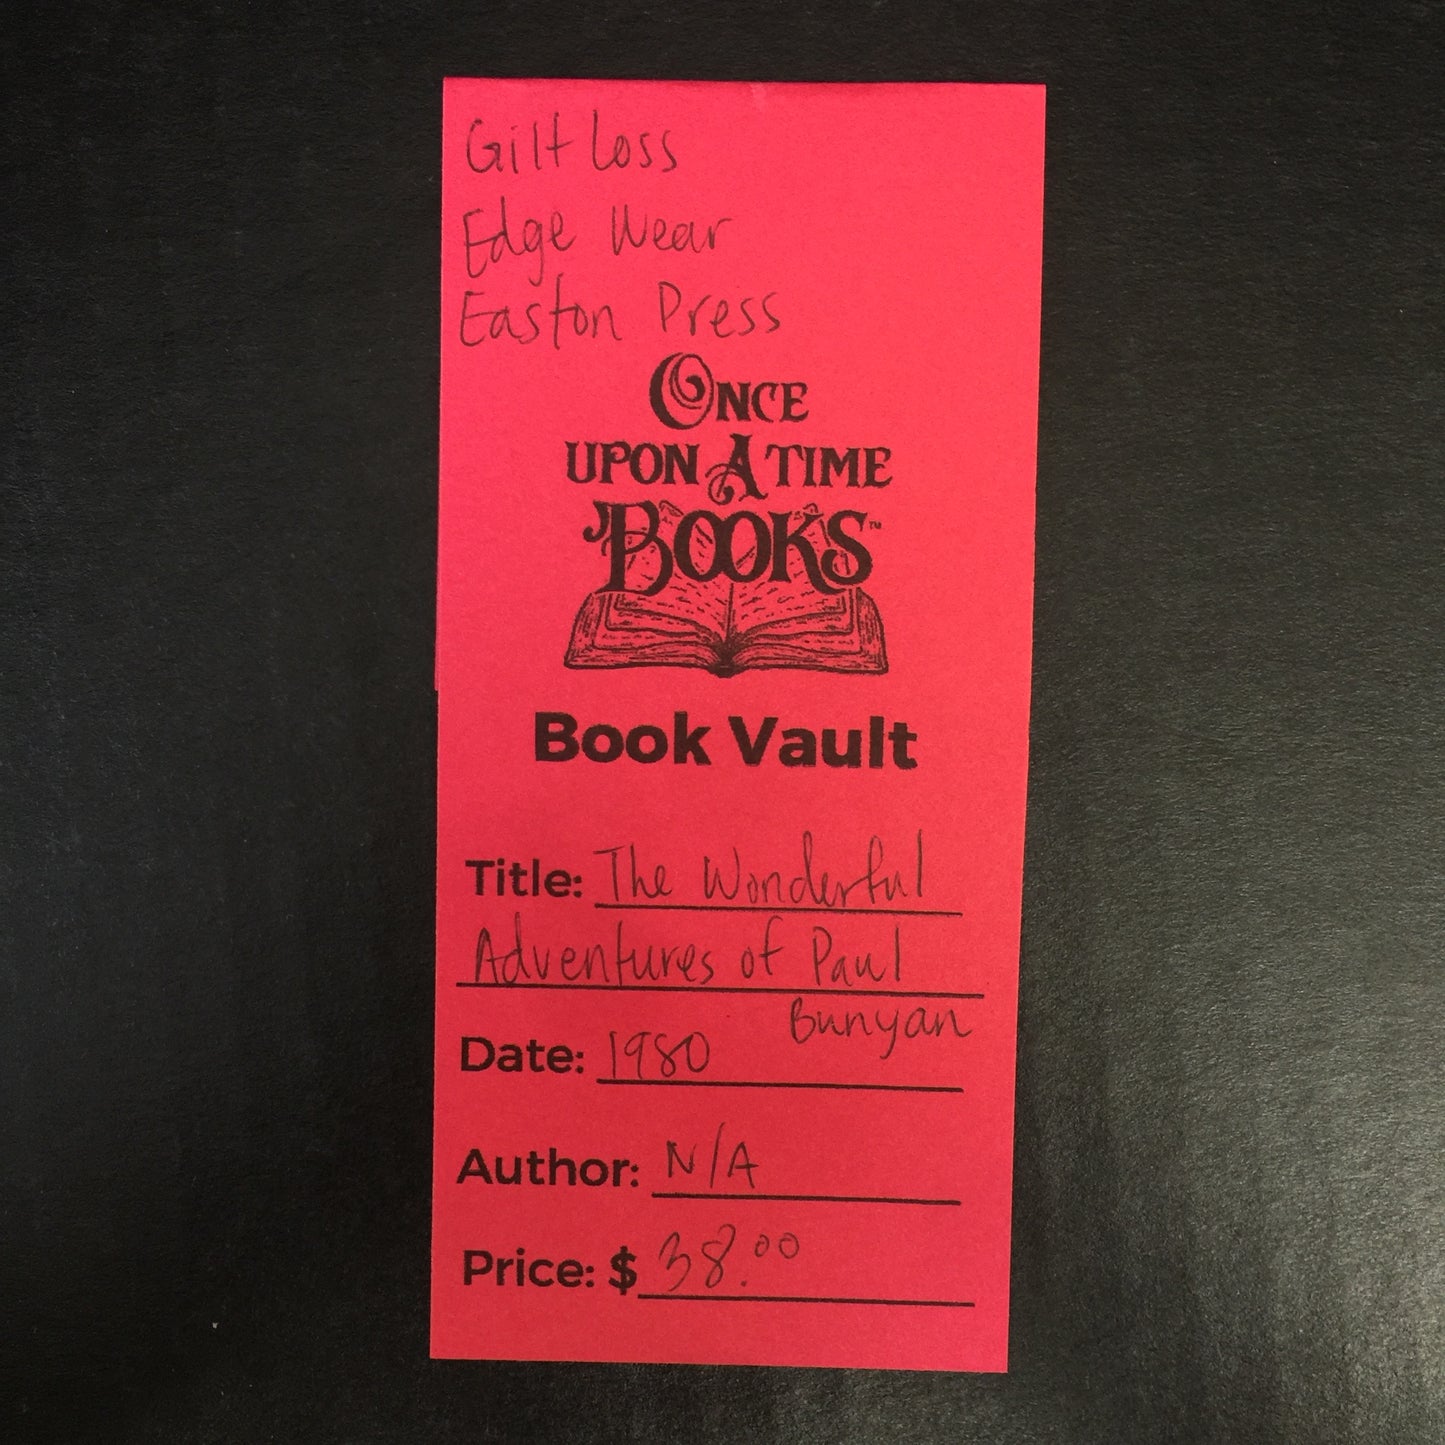 Gilt Loss
Edge Wear
Easton Press
ONCE
UPON A TIME
BOOKS™
Book Vault
Title: The Wonderful
Adventures of Paul
Bunyan
Date: 1980
Author: N/A
Price: $ 38.00